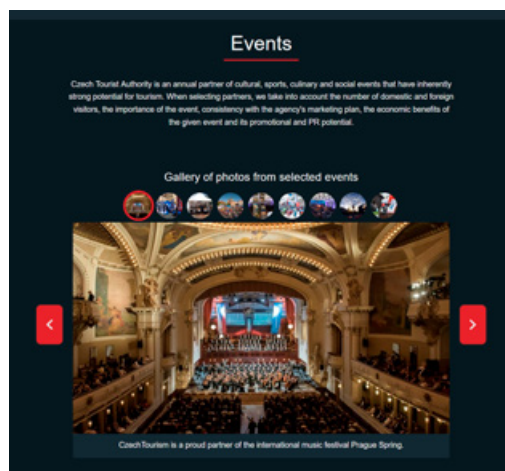 Events
Czech Tourist Authority is an annual partner of cultural, sports, culinary and social events that have inherently
strong potential for tourism. When selecting partners, we take into account the number of domestic and foreign
visitors, the importance of the event, consistency with the agency's marketing plan, the economic benefits of
the given event and its promotional and PR potential.
Gallery of photos from selected events
CzechTourism is a proud partner of the international music festival Prague Spring.